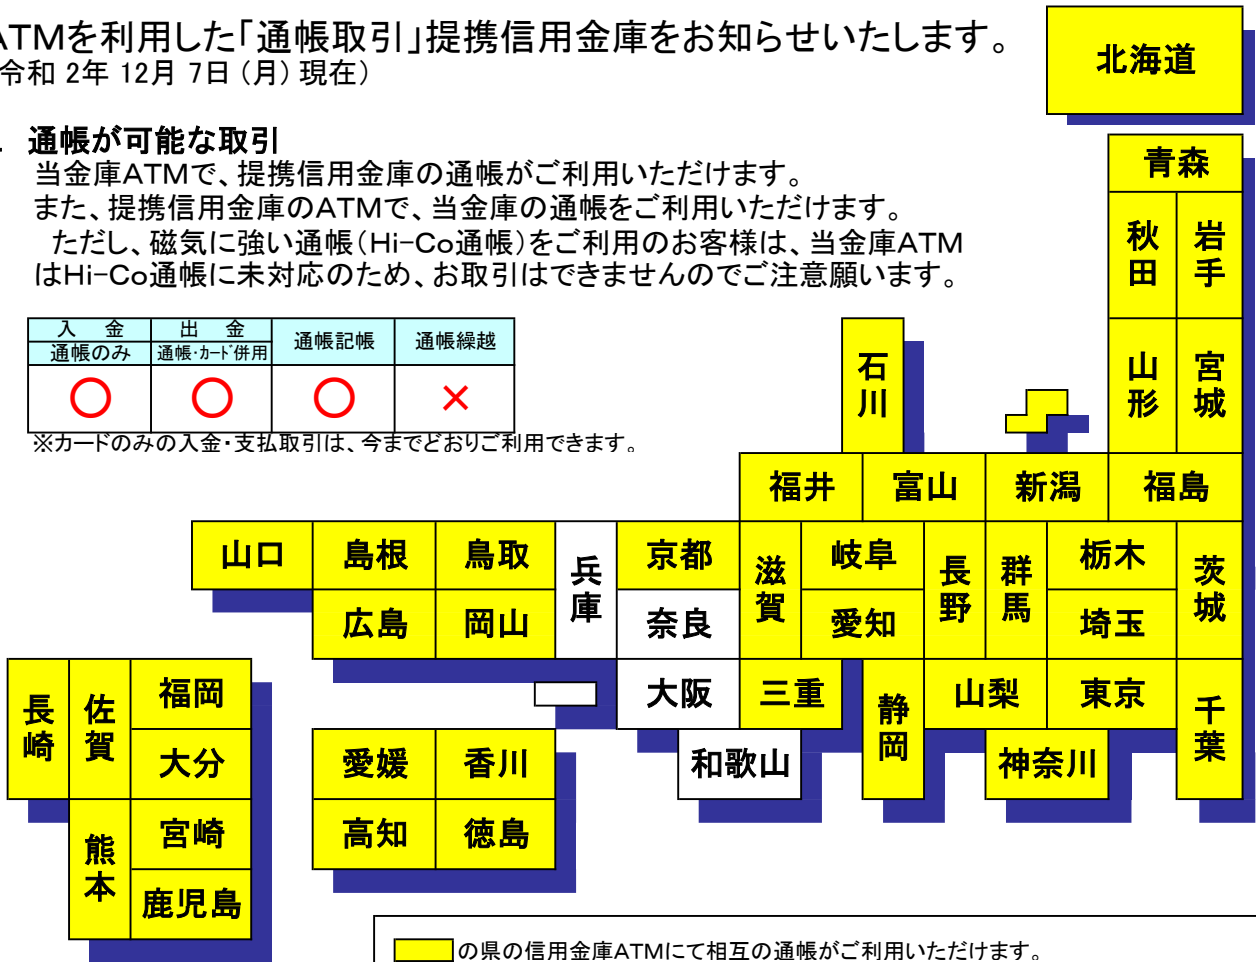 ATMを利用した「通帳取引」提携信用金庫をお知らせいたします。
令和 2年 12月 7日（月）現在）
通帳が可能な取引
当金庫ATMで、提携信用金庫の通帳がご利用いただけます。
また、提携信用金庫のATMで、当金庫の通帳をご利用いただけます。
ただし、磁気に強い通帳（Hi-Co通帳）をご利用のお客様は、当金庫ATM
はHi-Co通帳に未対応のため、お取引はできませんのでご注意願います。
入 金 出 金 通帳記帳 通帳繰越
通帳のみ 通帳・カード併用
○ ○ ○ ×
※カードのみの入金・支払取引は、今までどおりご利用できます。
北海道
青森
秋田 岩手
石川 山形 宮城
福井 富山 新潟 福島
山口 島根 鳥取 兵庫 京都 滋賀 岐阜 長野 群馬 栃木 茨城
広島 岡山 奈良 愛知 埼玉
長崎 佐賀 福岡 大阪 三重 静岡 山梨 東京 千葉
大分 愛媛 香川 和歌山 神奈川
熊本 宮崎 高知 徳島
鹿児島
の県の信用金庫ATMにて相互の通帳がご利用いただけます。